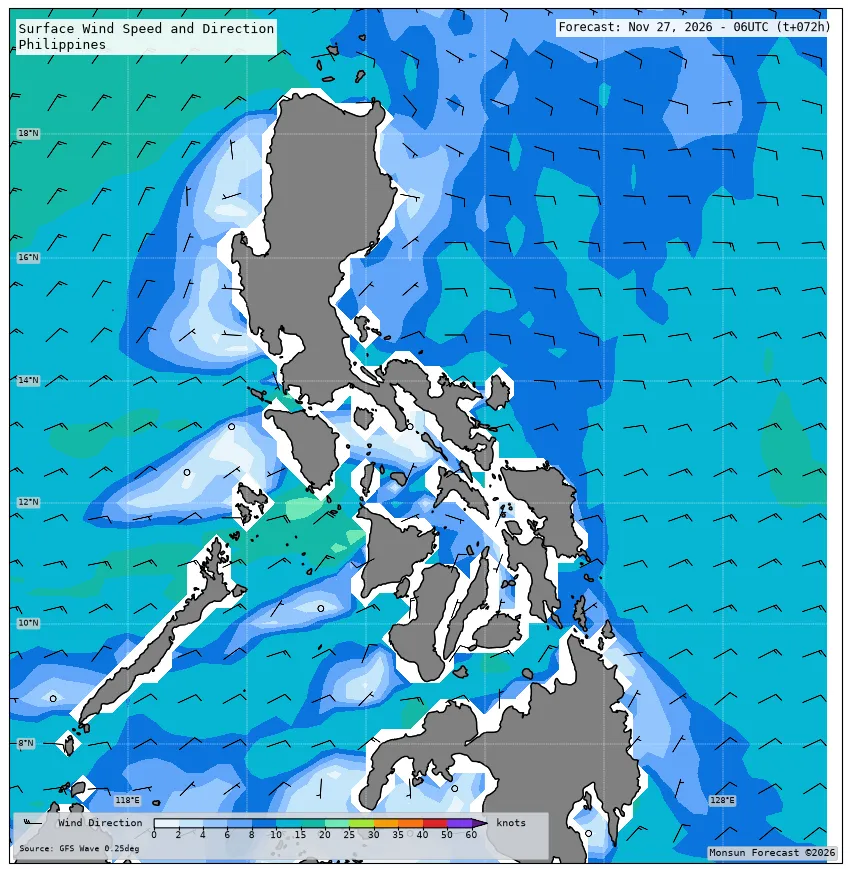 Surface Wind Speed and Direction
Philippines
Forecast: Nov 27, 2026 - 06UTC (t+072h)
18°N
16°N
14°N
12°N
10°N
8°N
118°E
128°E
Wind Direction
0 2 4 6 8 10 15 20 25 30 35 40 50 60
knots
Source: GFS Wave 0.25deg
Monsun Forecast ©2026